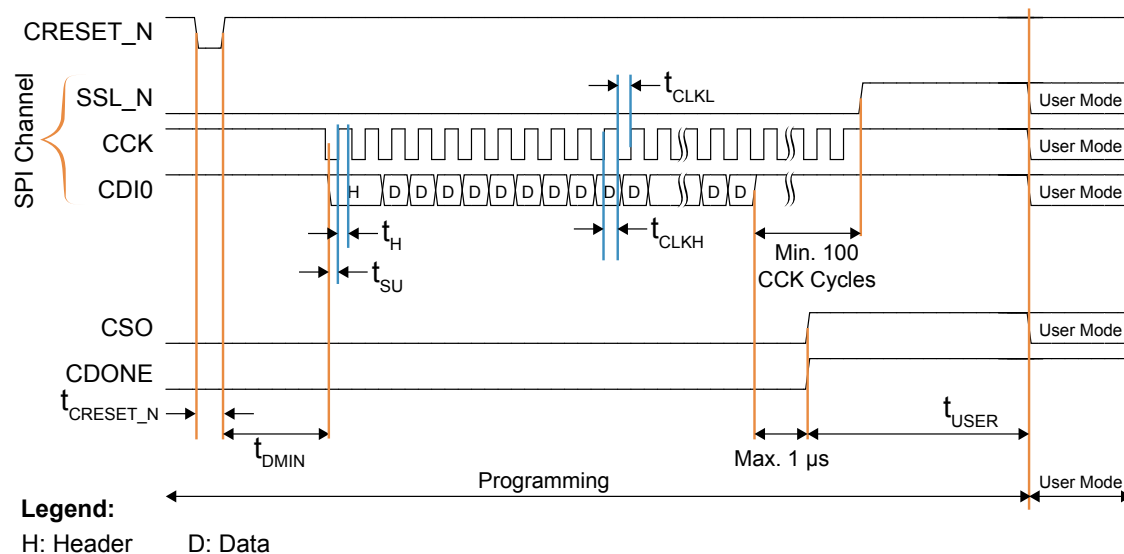 CRESET_N
SPI Channel
SSL_N
t_CLKL
User Mode
CCK
User Mode
CDI0
H D D D D D D D D D D D D
User Mode
t_H
t_CLKH
t_SU
Min. 100
CCK Cycles
CSO
User Mode
CDONE
t_CRESET_N
t_USER
t_DMIN
Max. 1 µs
Programming
User Mode
Legend:
H: Header D: Data